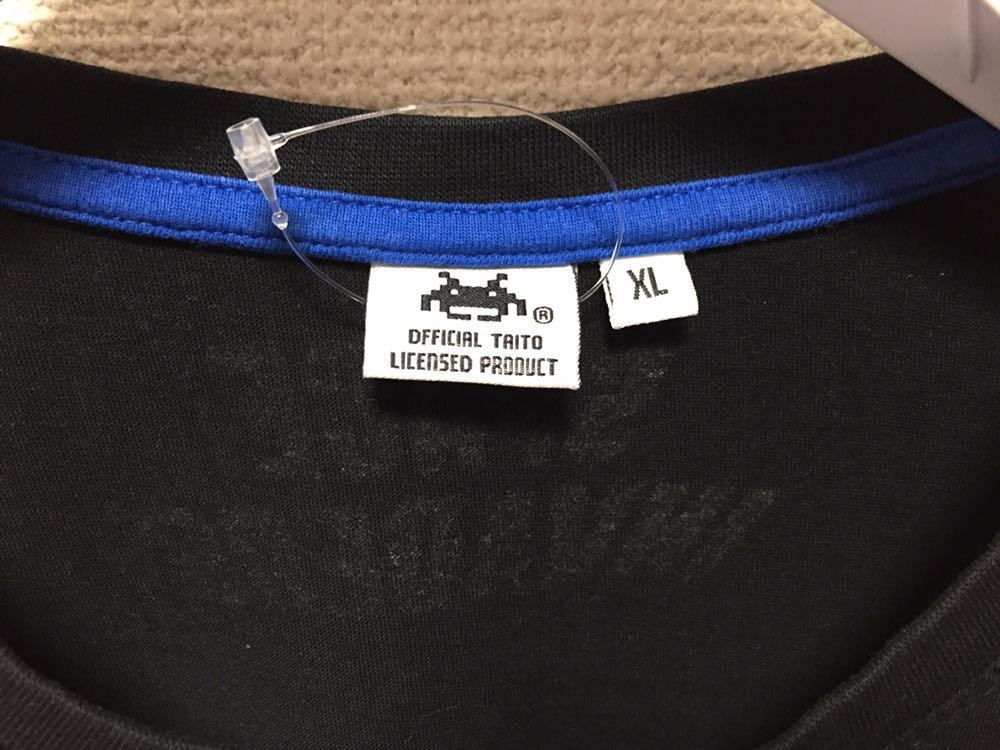 ®
OFFICIAL TAITO
LICENSED PRODUCT
XL